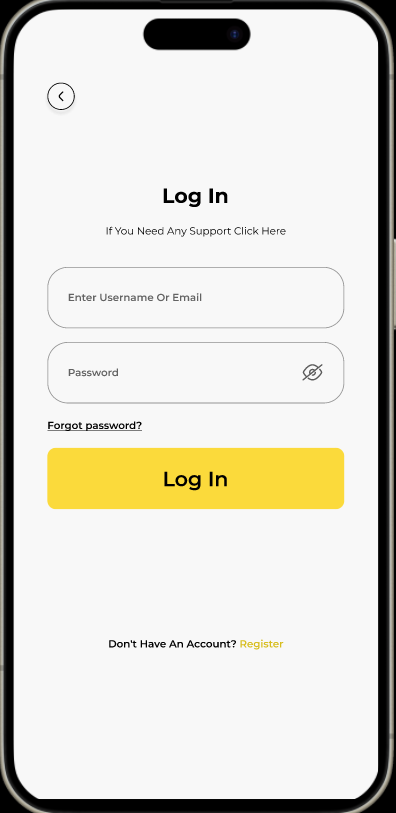 Log In
If You Need Any Support Click Here
Enter Username Or Email
Password
Forgot password?
Log In
Don't Have An Account? Register